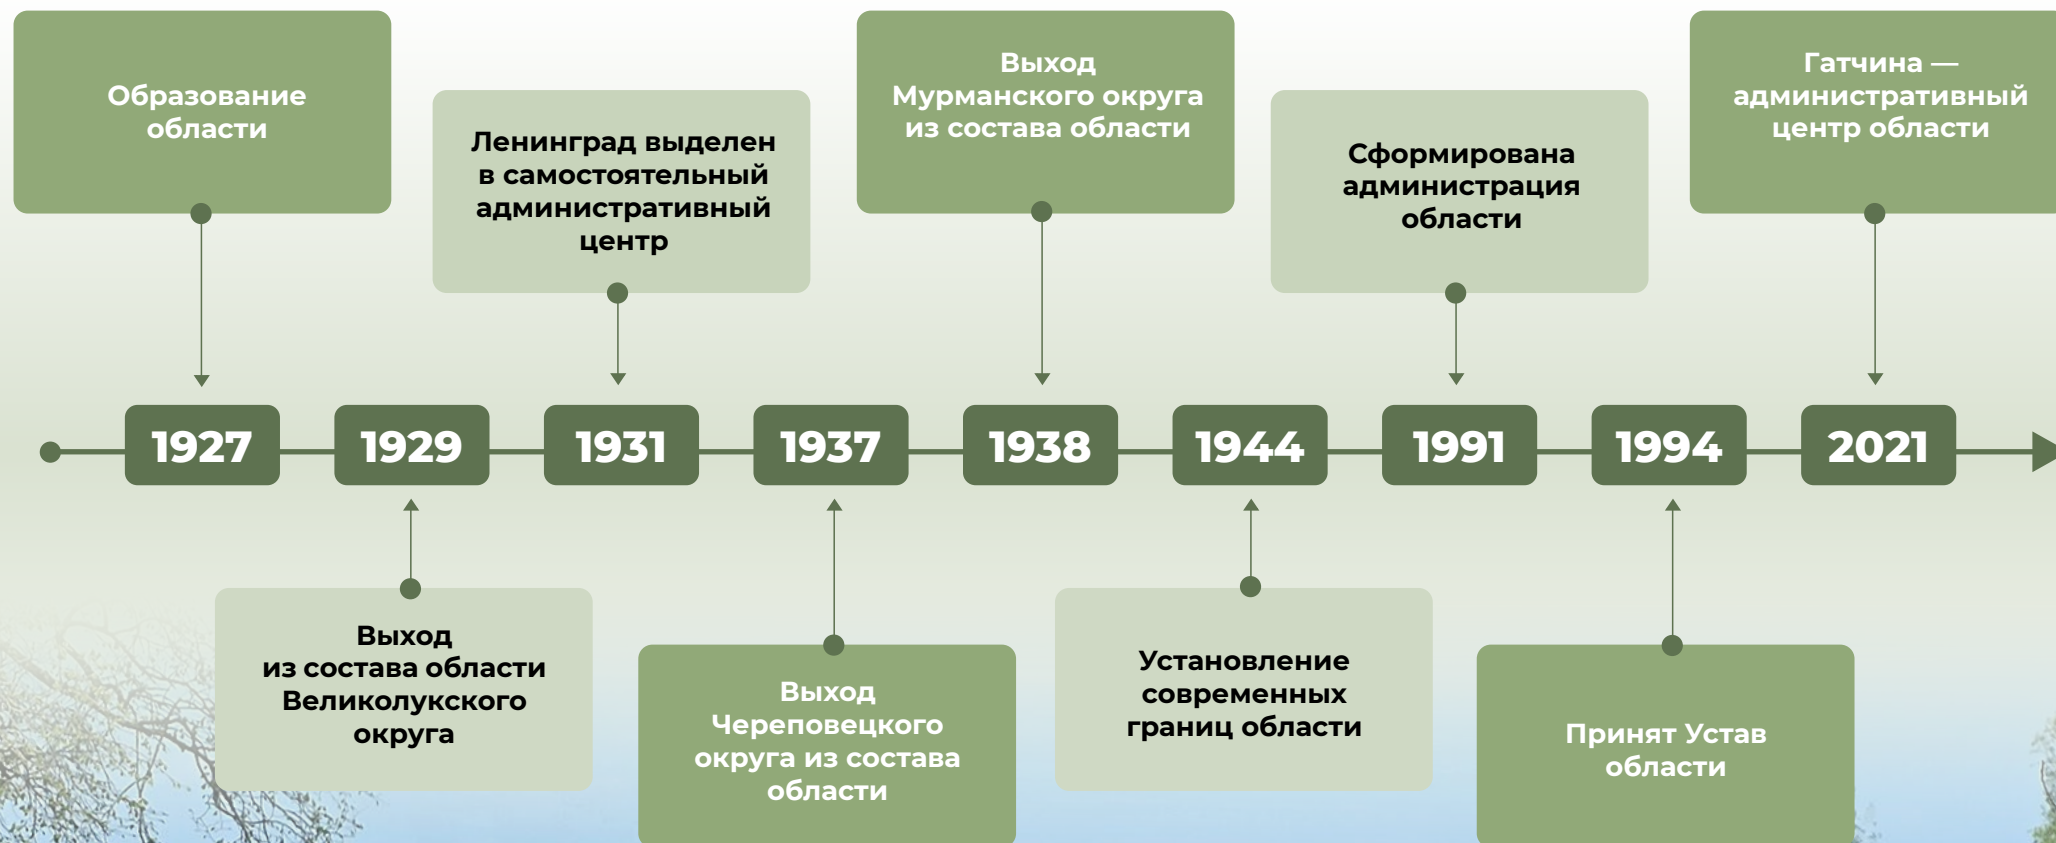 Образование
области
Ленинград выделен
в самостоятельный
административный
центр
Выход
Мурманского округа
из состава области
Сформирована
администрация
области
Гатчина —
административный
центр области
1927
1929
1931
1937
1938
1944
1991
1994
2021
Выход
из состава области
Великолукского
округа
Выход
Череповецкого
округа из состава
области
Установление
современных
границ области
Принят Устав
области